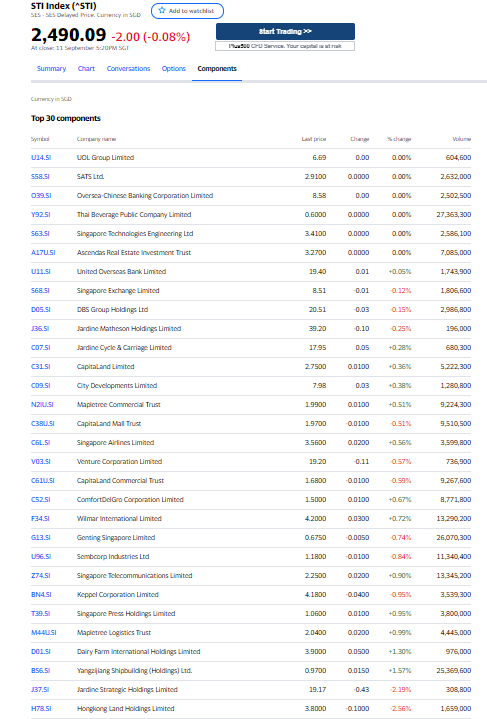 STI Index (^STI)
SES - SES Delayed Price. Currency in SGD
Add to watchlist
2,490.09 -2.00 (-0.08%)
At close: 11 September 5:20PM SGT
Start Trading >>
Plus500 CFD Service. Your capital is at risk
Summary Chart Conversations Options Components
Currency in SGD
Top 30 components
Symbol Company name Last price Change % change Volume
U14.SI UOL Group Limited 6.69 0.00 0.00% 604,600
S58.SI SATS Ltd. 2.9100 0.0000 0.00% 2,632,000
O39.SI Oversea-Chinese Banking Corporation Limited 8.58 0.00 0.00% 2,502,500
Y92.SI Thai Beverage Public Company Limited 0.6000 0.0000 0.00% 27,363,300
S63.SI Singapore Technologies Engineering Ltd 3.4100 0.0000 0.00% 2,586,100
A17U.SI Ascendas Real Estate Investment Trust 3.2700 0.0000 0.00% 7,085,000
U11.SI United Overseas Bank Limited 19.40 0.01 +0.05% 1,743,900
S68.SI Singapore Exchange Limited 8.51 -0.01 -0.12% 1,806,600
D05.SI DBS Group Holdings Ltd 20.51 -0.03 -0.15% 2,986,800
J36.SI Jardine Matheson Holdings Limited 39.20 -0.10 -0.25% 196,000
C07.SI Jardine Cycle & Carriage Limited 17.95 0.05 +0.28% 680,300
C31.SI CapitaLand Limited 2.7500 0.0100 +0.36% 5,222,300
C09.SI City Developments Limited 7.98 0.03 +0.38% 1,280,800
N2IU.SI Mapletree Commercial Trust 1.9900 0.0100 +0.51% 9,224,300
C38U.SI CapitaLand Mall Trust 1.9700 -0.0100 -0.51% 9,510,500
C6L.SI Singapore Airlines Limited 3.5600 0.0200 +0.56% 3,599,800
V03.SI Venture Corporation Limited 19.20 -0.11 -0.57% 736,900
C61U.SI CapitaLand Commercial Trust 1.6800 -0.0100 -0.59% 9,267,600
C52.SI ComfortDelGro Corporation Limited 1.5000 0.0100 +0.67% 8,771,800
F34.SI Wilmar International Limited 4.2000 0.0300 +0.72% 13,290,200
G13.SI Genting Singapore Limited 0.6750 -0.0050 -0.74% 26,070,300
U96.SI Sembcorp Industries Ltd 1.1800 -0.0100 -0.84% 11,340,400
Z74.SI Singapore Telecommunications Limited 2.2500 0.0200 +0.90% 13,345,200
BN4.SI Keppel Corporation Limited 4.1800 -0.0400 -0.95% 3,539,300
T39.SI Singapore Press Holdings Limited 1.0600 0.0100 +0.95% 3,800,000
M44U.SI Mapletree Logistics Trust 2.0400 0.0200 +0.99% 4,445,000
D01.SI Dairy Farm International Holdings Limited 3.9000 0.0500 +1.30% 976,000
BS6.SI Yangzijiang Shipbuilding (Holdings) Ltd. 0.9700 0.0150 +1.57% 25,369,600
J37.SI Jardine Strategic Holdings Limited 19.17 -0.43 -2.19% 308,800
H78.SI Hongkong Land Holdings Limited 3.8000 -0.1000 -2.56% 1,659,000